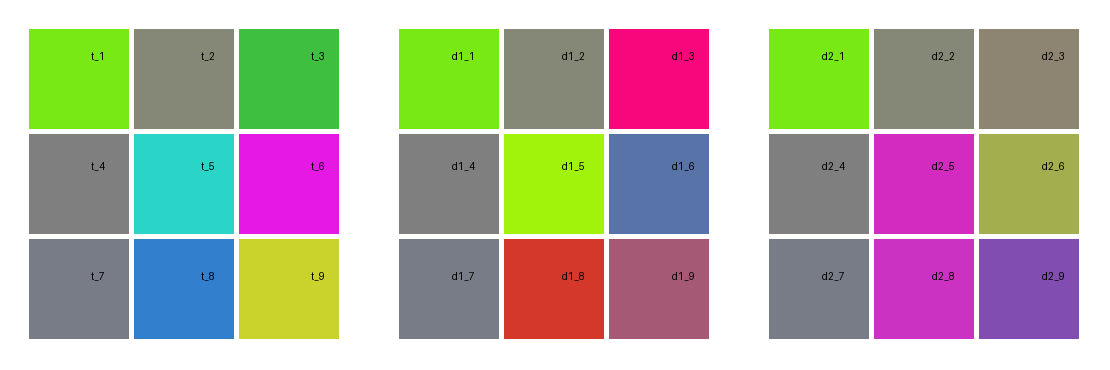 t_1 t_2 t_3 d1_1 d1_2 d1_3 d2_1 d2_2 d2_3
t_4 t_5 t_6 d1_4 d1_5 d1_6 d2_4 d2_5 d2_6
t_7 t_8 t_9 d1_7 d1_8 d1_9 d2_7 d2_8 d2_9